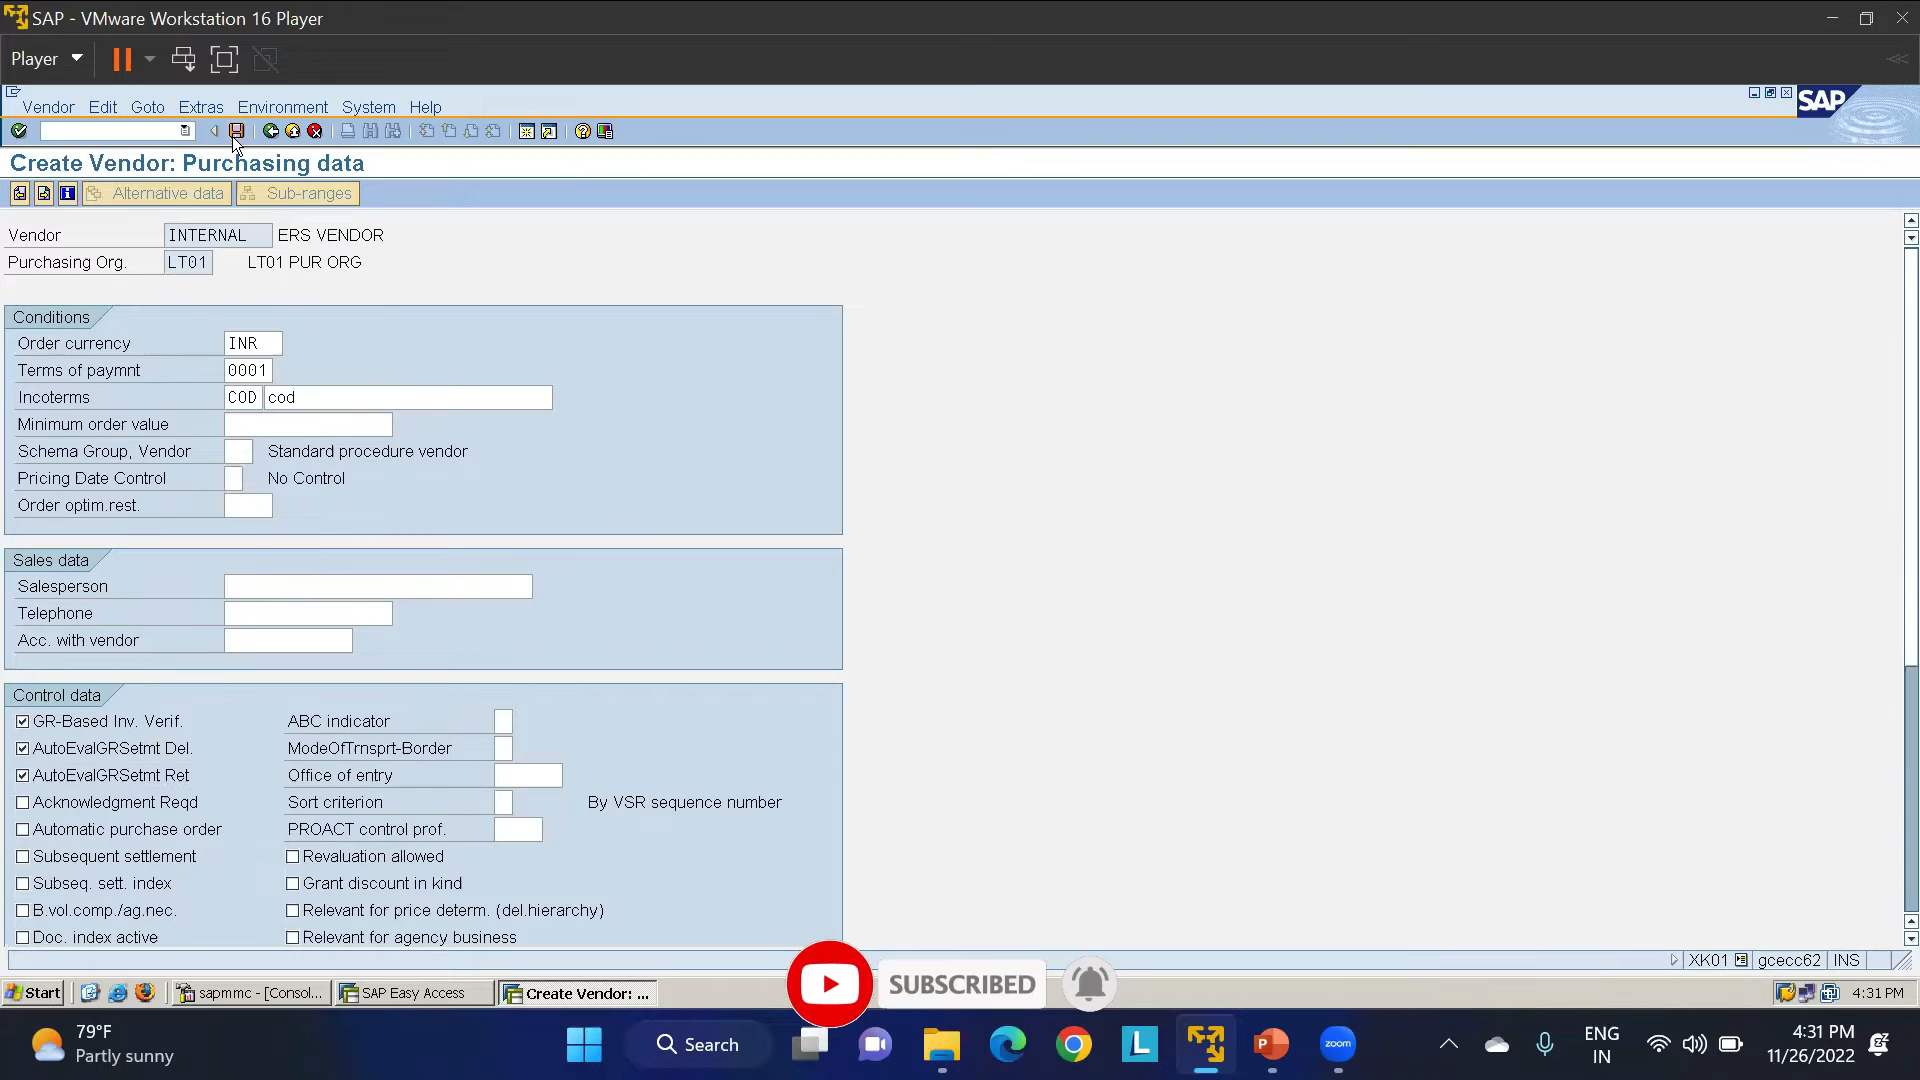 SAP - VMware Workstation 16 Player
Player
Vendor Edit Goto Extras Environment System Help
SAP
Create Vendor: Purchasing data
Alternative data Sub-ranges
Vendor INTERNAL ERS VENDOR
Purchasing Org. LT01 LT01 PUR ORG
Conditions
Order currency INR
Terms of paymnt 0001
Incoterms COD cod
Minimum order value
Schema Group, Vendor Standard procedure vendor
Pricing Date Control No Control
Order optim.rest.
Sales data
Salesperson
Telephone
Acc. with vendor
Control data
GR-Based Inv. Verif. ABC indicator
AutoEvalGRSetmt Del. ModeOfTrnsprt-Border
AutoEvalGRSetmt Ret Office of entry
Acknowledgment Reqd Sort criterion By VSR sequence number
Automatic purchase order PROACT control prof.
Subsequent settlement Revaluation allowed
Subseq. sett. index Grant discount in kind
B.vol.comp./ag.nec. Relevant for price determ. (del.hierarchy)
Doc. index active Relevant for agency business
XK01 gcecc62 INS
SUBSCRIBED
Start sapmmc - [Consol... SAP Easy Access Create Vendor: ... 4:31 PM
79°F
Partly sunny
Search
L
P
zoom
ENG
IN
4:31 PM
11/26/2022